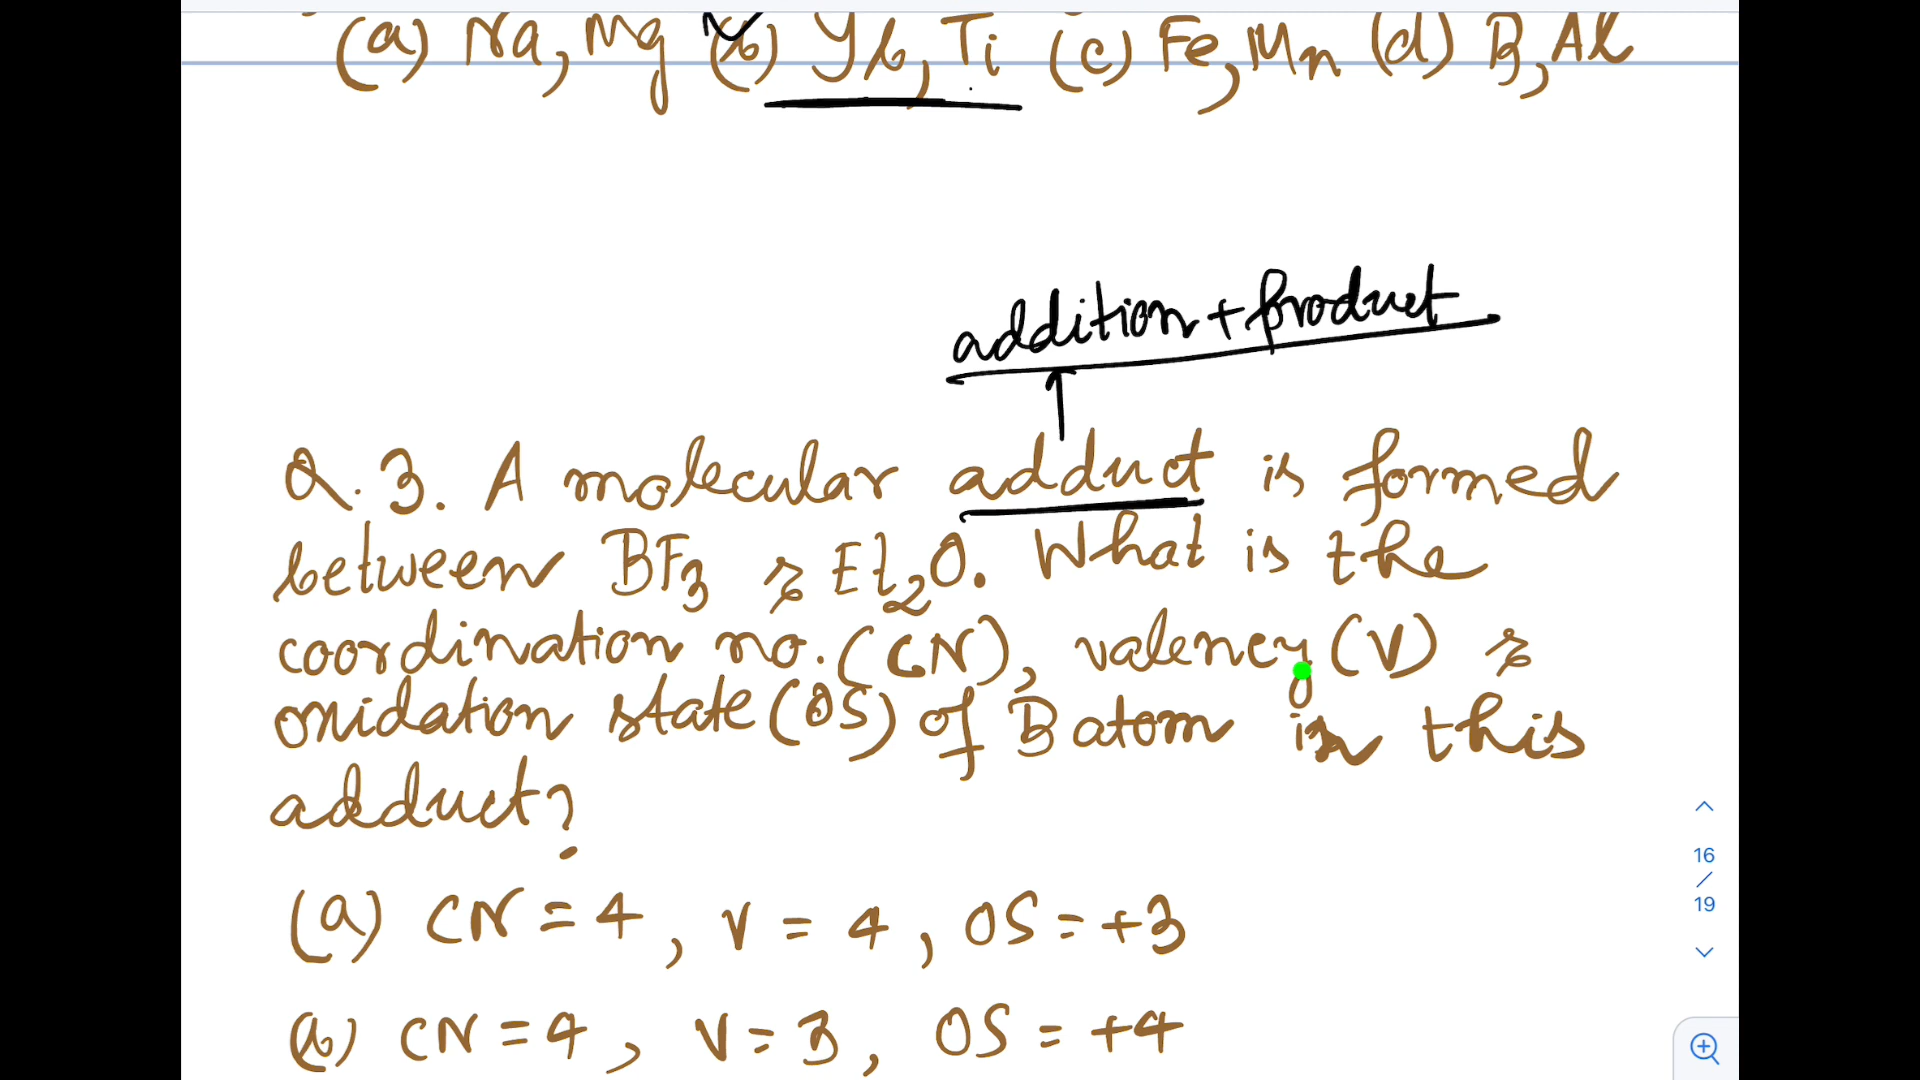 (a) Na, Mg (b) Yb, Ti (c) Fe, Mn (d) B, Al
addition + product
Q. 3. A molecular adduct is formed
between BF3 & Et2O. What is the
coordination no. (CN), valency (V) &
oxidation state (OS) of B atom in this
adduct?
(a) CN = 4, V = 4, OS = +3
(b) CN = 4, V = 3, OS = +4
16
/
19